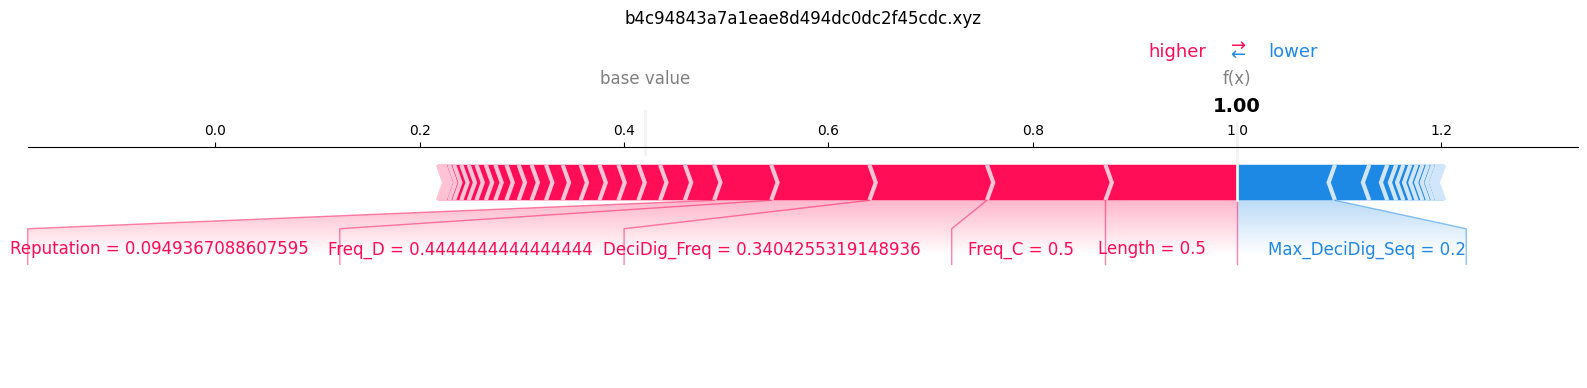 b4c94843a7a1eae8d494dc0dc2f45cdc.xyz
higher → ← lower
base value f(x)
1.00
0.0 0.2 0.4 0.6 0.8 1.0 1.2
Reputation = 0.0949367088607595 Freq_D = 0.4444444444444444 DeciDig_Freq = 0.3404255319148936 Freq_C = 0.5 Length = 0.5 Max_DeciDig_Seq = 0.2